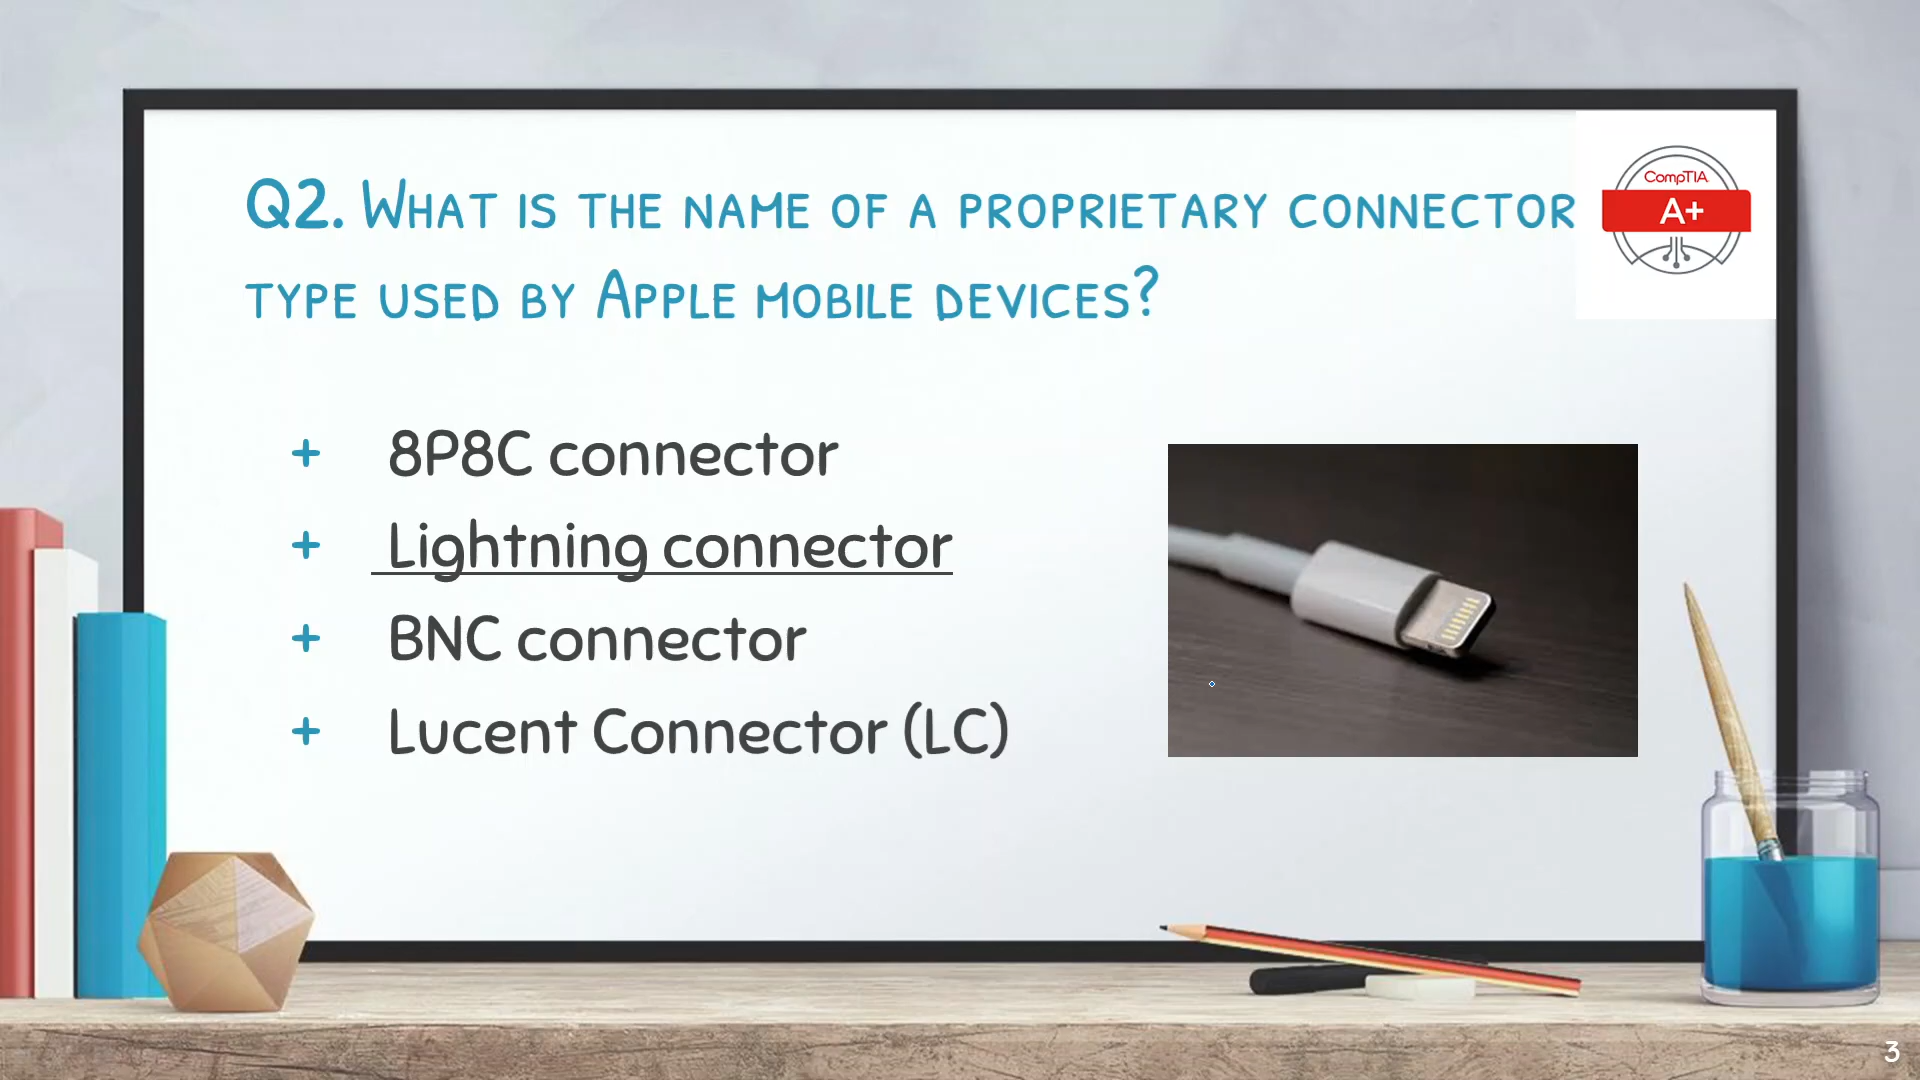 Q2. What is the name of a proprietary connector
type used by Apple mobile devices?
CompTIA
A+
+ 8P8C connector
+ Lightning connector
+ BNC connector
+ Lucent Connector (LC)
3